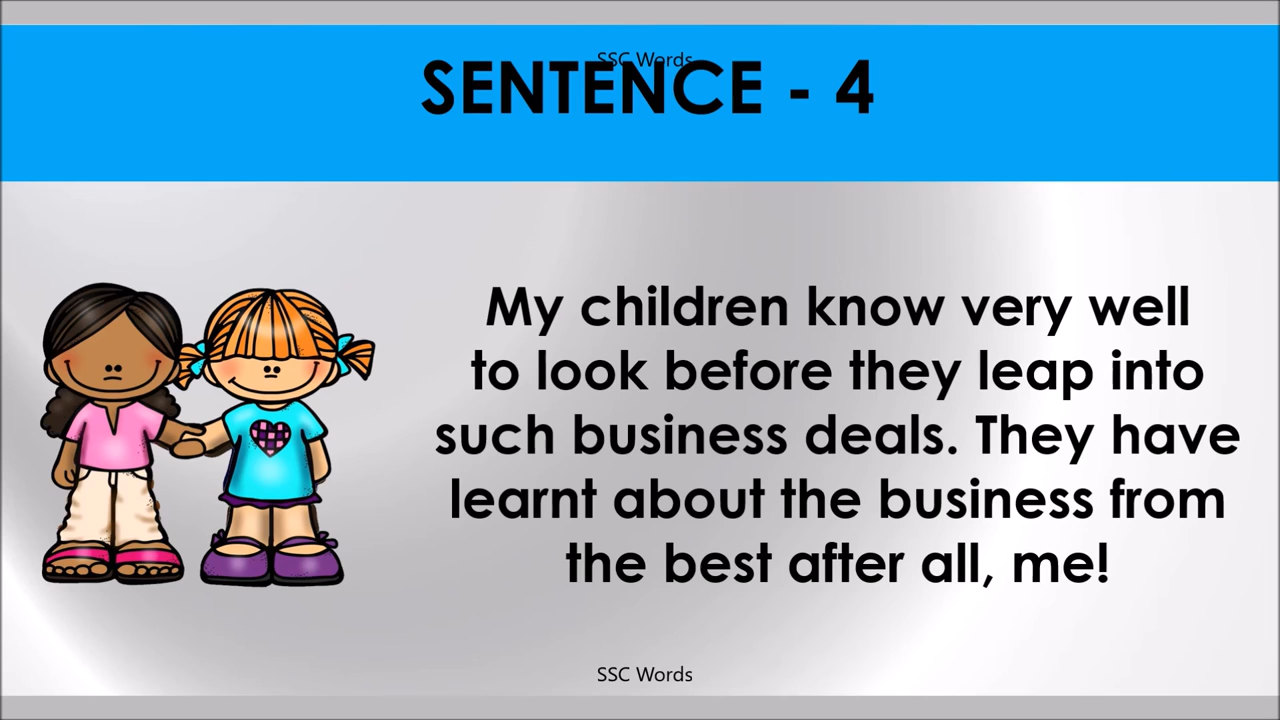 SSC Words
SENTENCE - 4
My children know very well
to look before they leap into
such business deals. They have
learnt about the business from
the best after all, me!
SSC Words